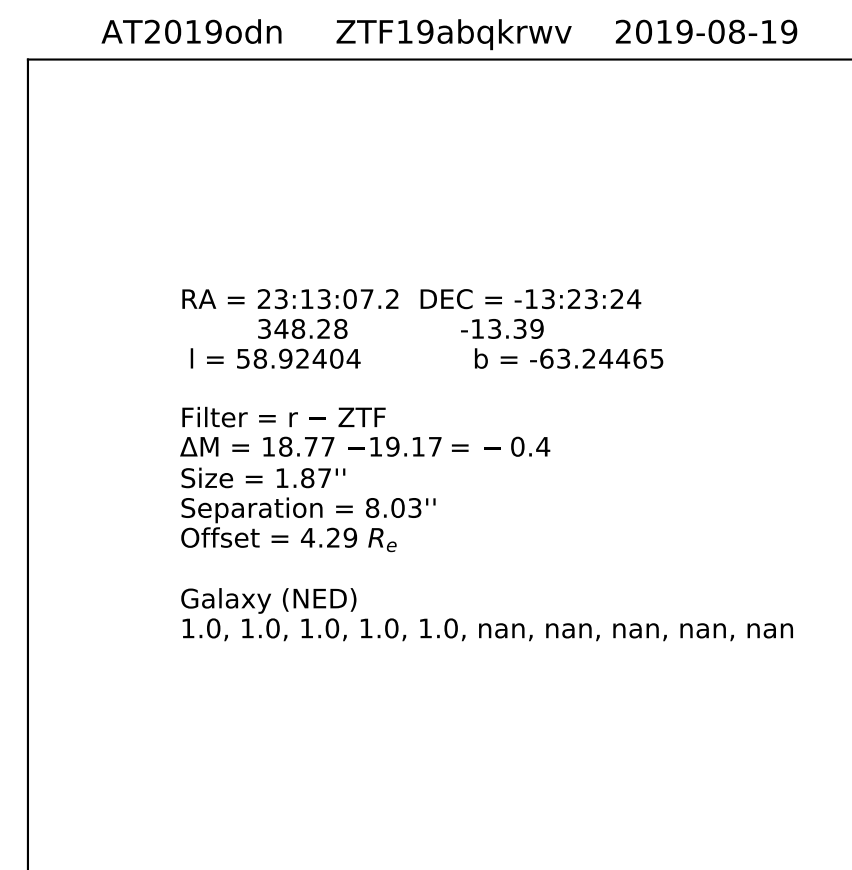 AT2019odn ZTF19abqkrwv 2019-08-19
RA = 23:13:07.2 DEC = -13:23:24
348.28 -13.39
l = 58.92404 b = -63.24465
Filter = r − ZTF
ΔM = 18.77 −19.17 = − 0.4
Size = 1.87''
Separation = 8.03''
Offset = 4.29 Re
Galaxy (NED)
1.0, 1.0, 1.0, 1.0, 1.0, nan, nan, nan, nan, nan